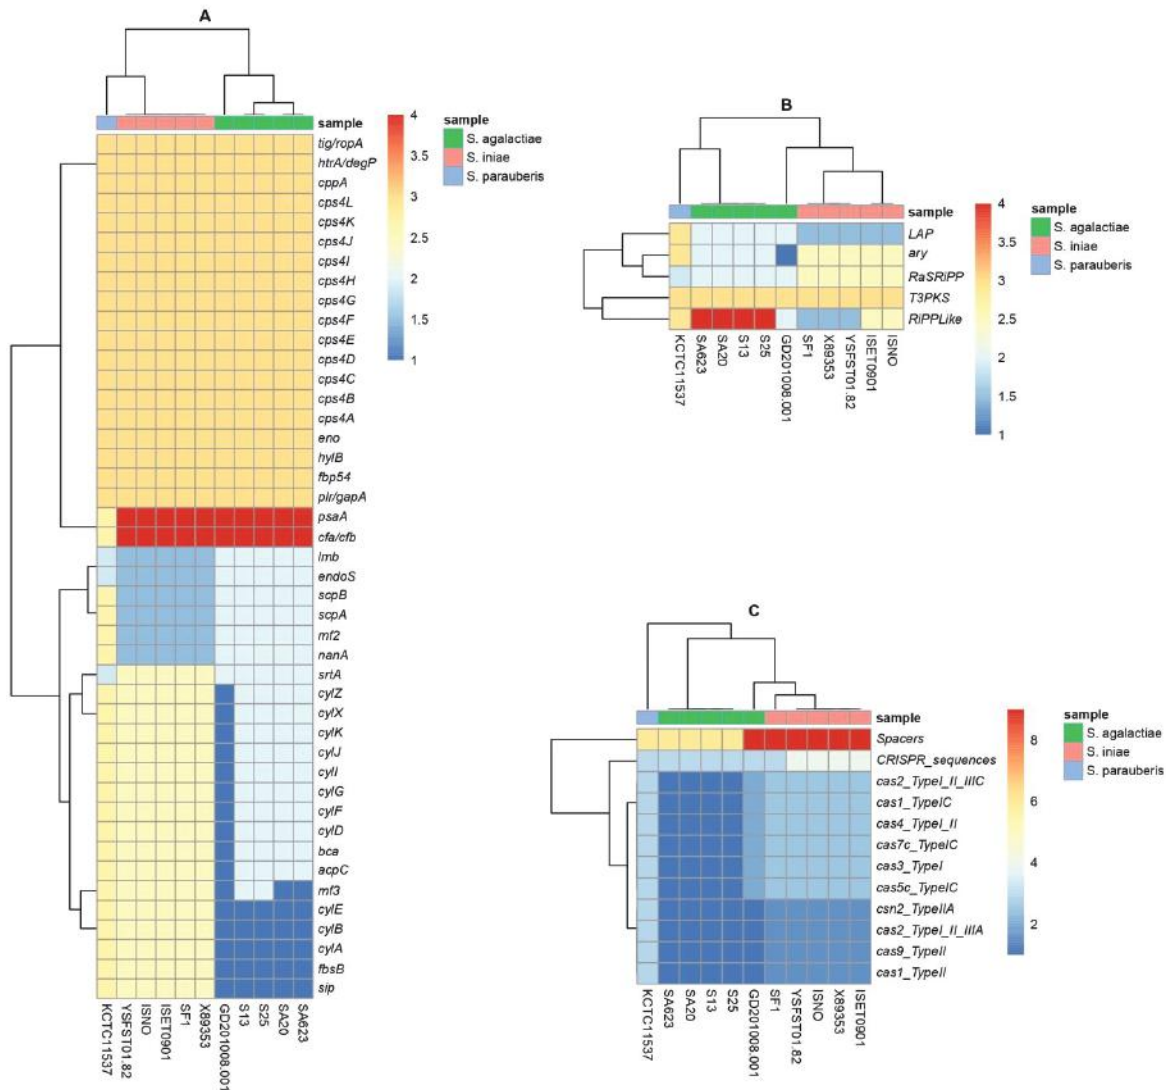 A
sample
tig/ropA
htrA/degP
cppA
cps4L
cps4K
cps4J
cps4I
cps4H
cps4G
cps4F
cps4E
cps4D
cps4C
cps4B
cps4A
eno
hylB
fbp54
plr/gapA
psaA
cfa/cfb
lmb
endoS
scpB
scpA
mf2
nanA
srtA
cylZ
cylX
cylK
cylJ
cylI
cylG
cylF
cylD
bca
acpC
mf3
cylE
cylB
cylA
fbsB
sip
KCTC11537
YSFST01.82
ISNO
ISET0901
SF1
X89353
GD201008.001
S13
S25
SA20
SA623
4
3.5
3
2.5
2
1.5
1
sample
S. agalactiae
S. iniae
S. parauberis
B
sample
LAP
ary
RaSRiPP
T3PKS
RiPPLike
KCTC11537
SA623
SA20
S13
S25
GD201008.001
SF1
X89353
YSFST01.82
ISET0901
ISNO
4
3.5
3
2.5
2
1.5
1
sample
S. agalactiae
S. iniae
S. parauberis
C
sample
Spacers
CRISPR_sequences
cas2_TypeI_II_IIIC
cas1_TypeIC
cas4_TypeI_II
cas7c_TypeIC
cas3_TypeI
cas5c_TypeIC
csn2_TypeIIA
cas2_TypeI_II_IIIA
cas9_TypeII
cas1_TypeII
KCTC11537
SA623
SA20
S13
S25
GD201008.001
SF1
YSFST01.82
ISNO
X89353
ISET0901
8
6
4
2
sample
S. agalactiae
S. iniae
S. parauberis